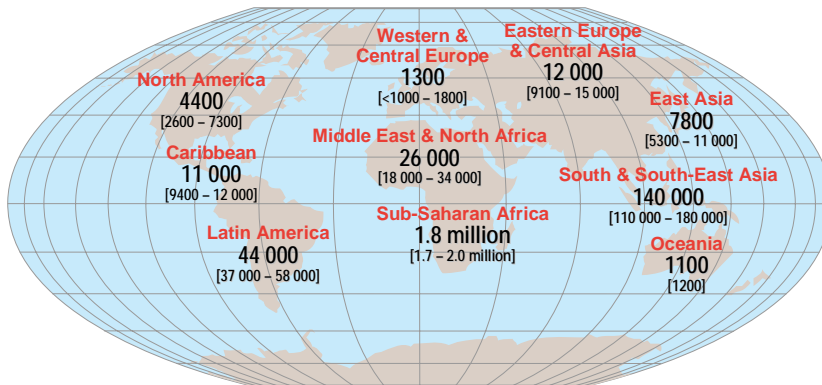 Western &
Central Europe
1300
[<1000 – 1800]
Eastern Europe
& Central Asia
12 000
[9100 – 15 000]
North America
4400
[2600 – 7300]
East Asia
7800
[5300 – 11 000]
Caribbean
11 000
[9400 – 12 000]
Middle East & North Africa
26 000
[18 000 – 34 000]
South & South-East Asia
140 000
[110 000 – 180 000]
Sub-Saharan Africa
1.8 million
[1.7 – 2.0 million]
Latin America
44 000
[37 000 – 58 000]
Oceania
1100
[1200]